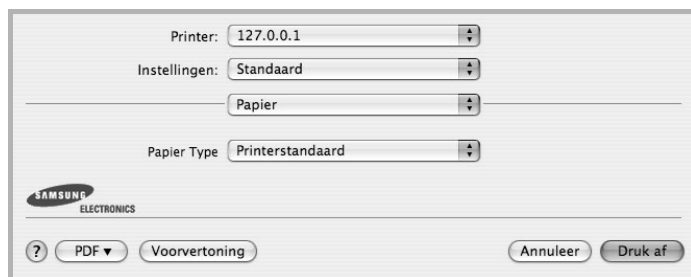 Printer: 127.0.0.1
Instellingen: Standaard
Papier
Papier Type Printerstandaard
SAMSUNG
ELECTRONICS
? PDF▼ Voorvertoning Annuleer Druk af